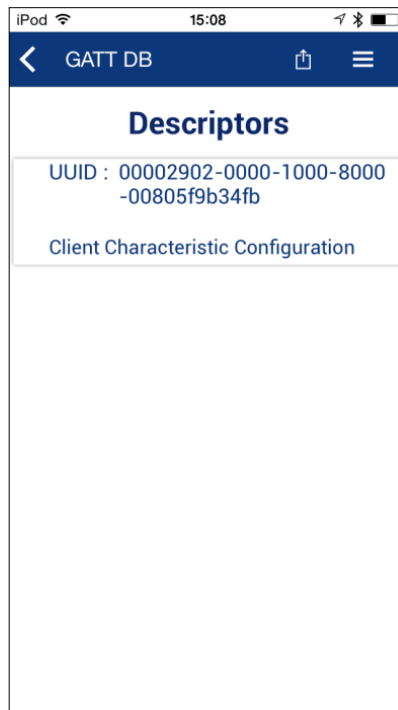 iPod 15:08
GATT DB
Descriptors
UUID : 00002902-0000-1000-8000
-00805f9b34fb
Client Characteristic Configuration